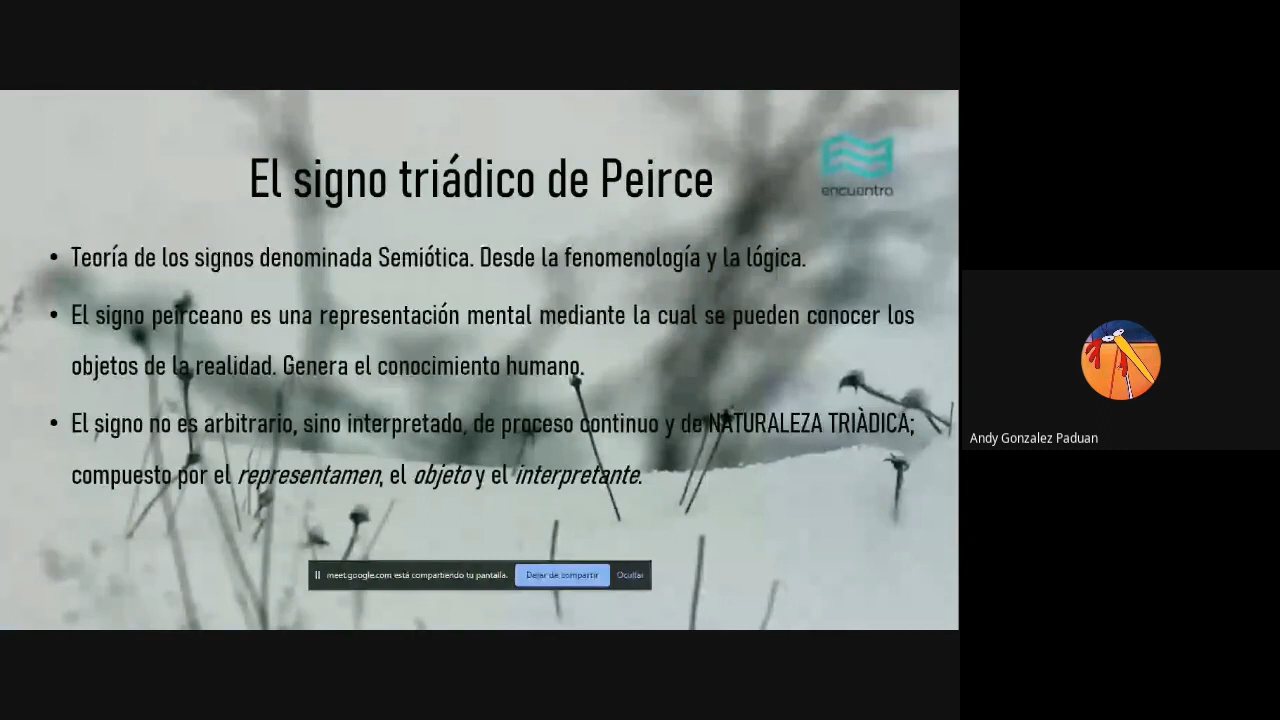 El signo triádico de Peirce
encuentro
• Teoría de los signos denominada Semiótica. Desde la fenomenología y la lógica.
• El signo peirceano es una representación mental mediante la cual se pueden conocer los
objetos de la realidad. Genera el conocimiento humano.
• El signo no es arbitrario, sino interpretado, de proceso continuo y de NATURALEZA TRIÀDICA;
compuesto por el representamen, el objeto y el interpretante.
meet.google.com está compartiendo tu pantalla. Dejar de compartir Ocultar
Andy Gonzalez Paduan